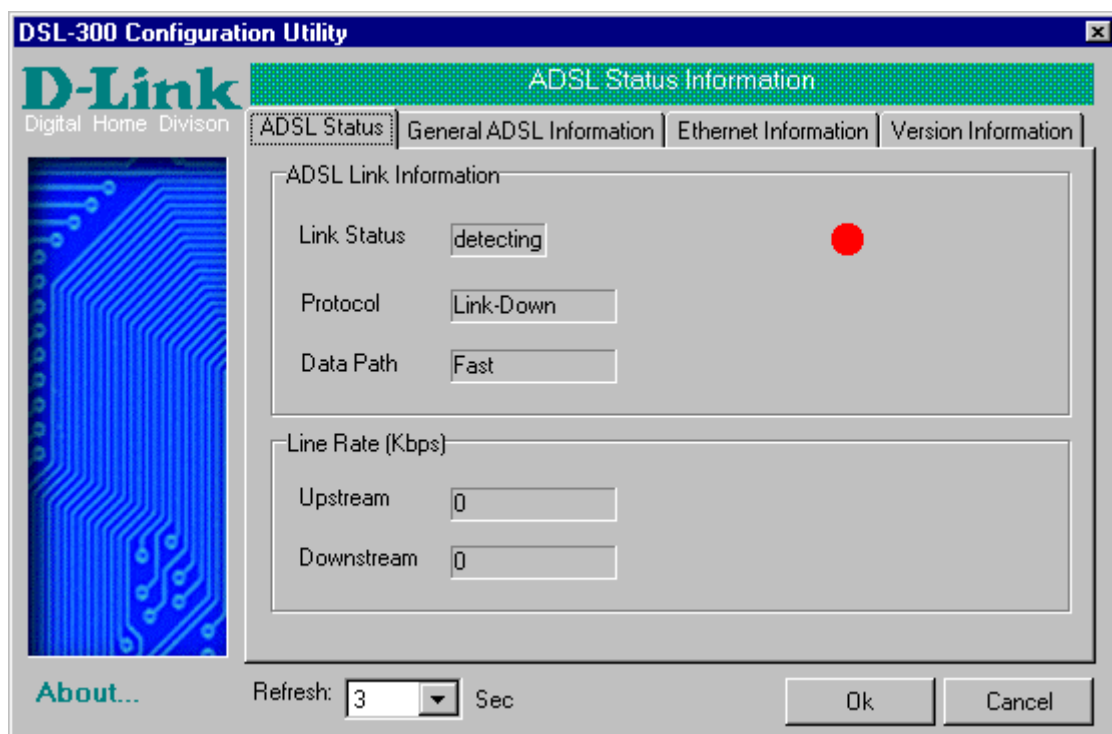 DSL-300 Configuration Utility
D-Link
Digital Home Divison
ADSL Status Information
ADSL Status
General ADSL Information
Ethernet Information
Version Information
ADSL Link Information
Link Status
detecting
Protocol
Link-Down
Data Path
Fast
Line Rate (Kbps)
Upstream
0
Downstream
0
About...
Refresh:
3
Sec
Ok
Cancel